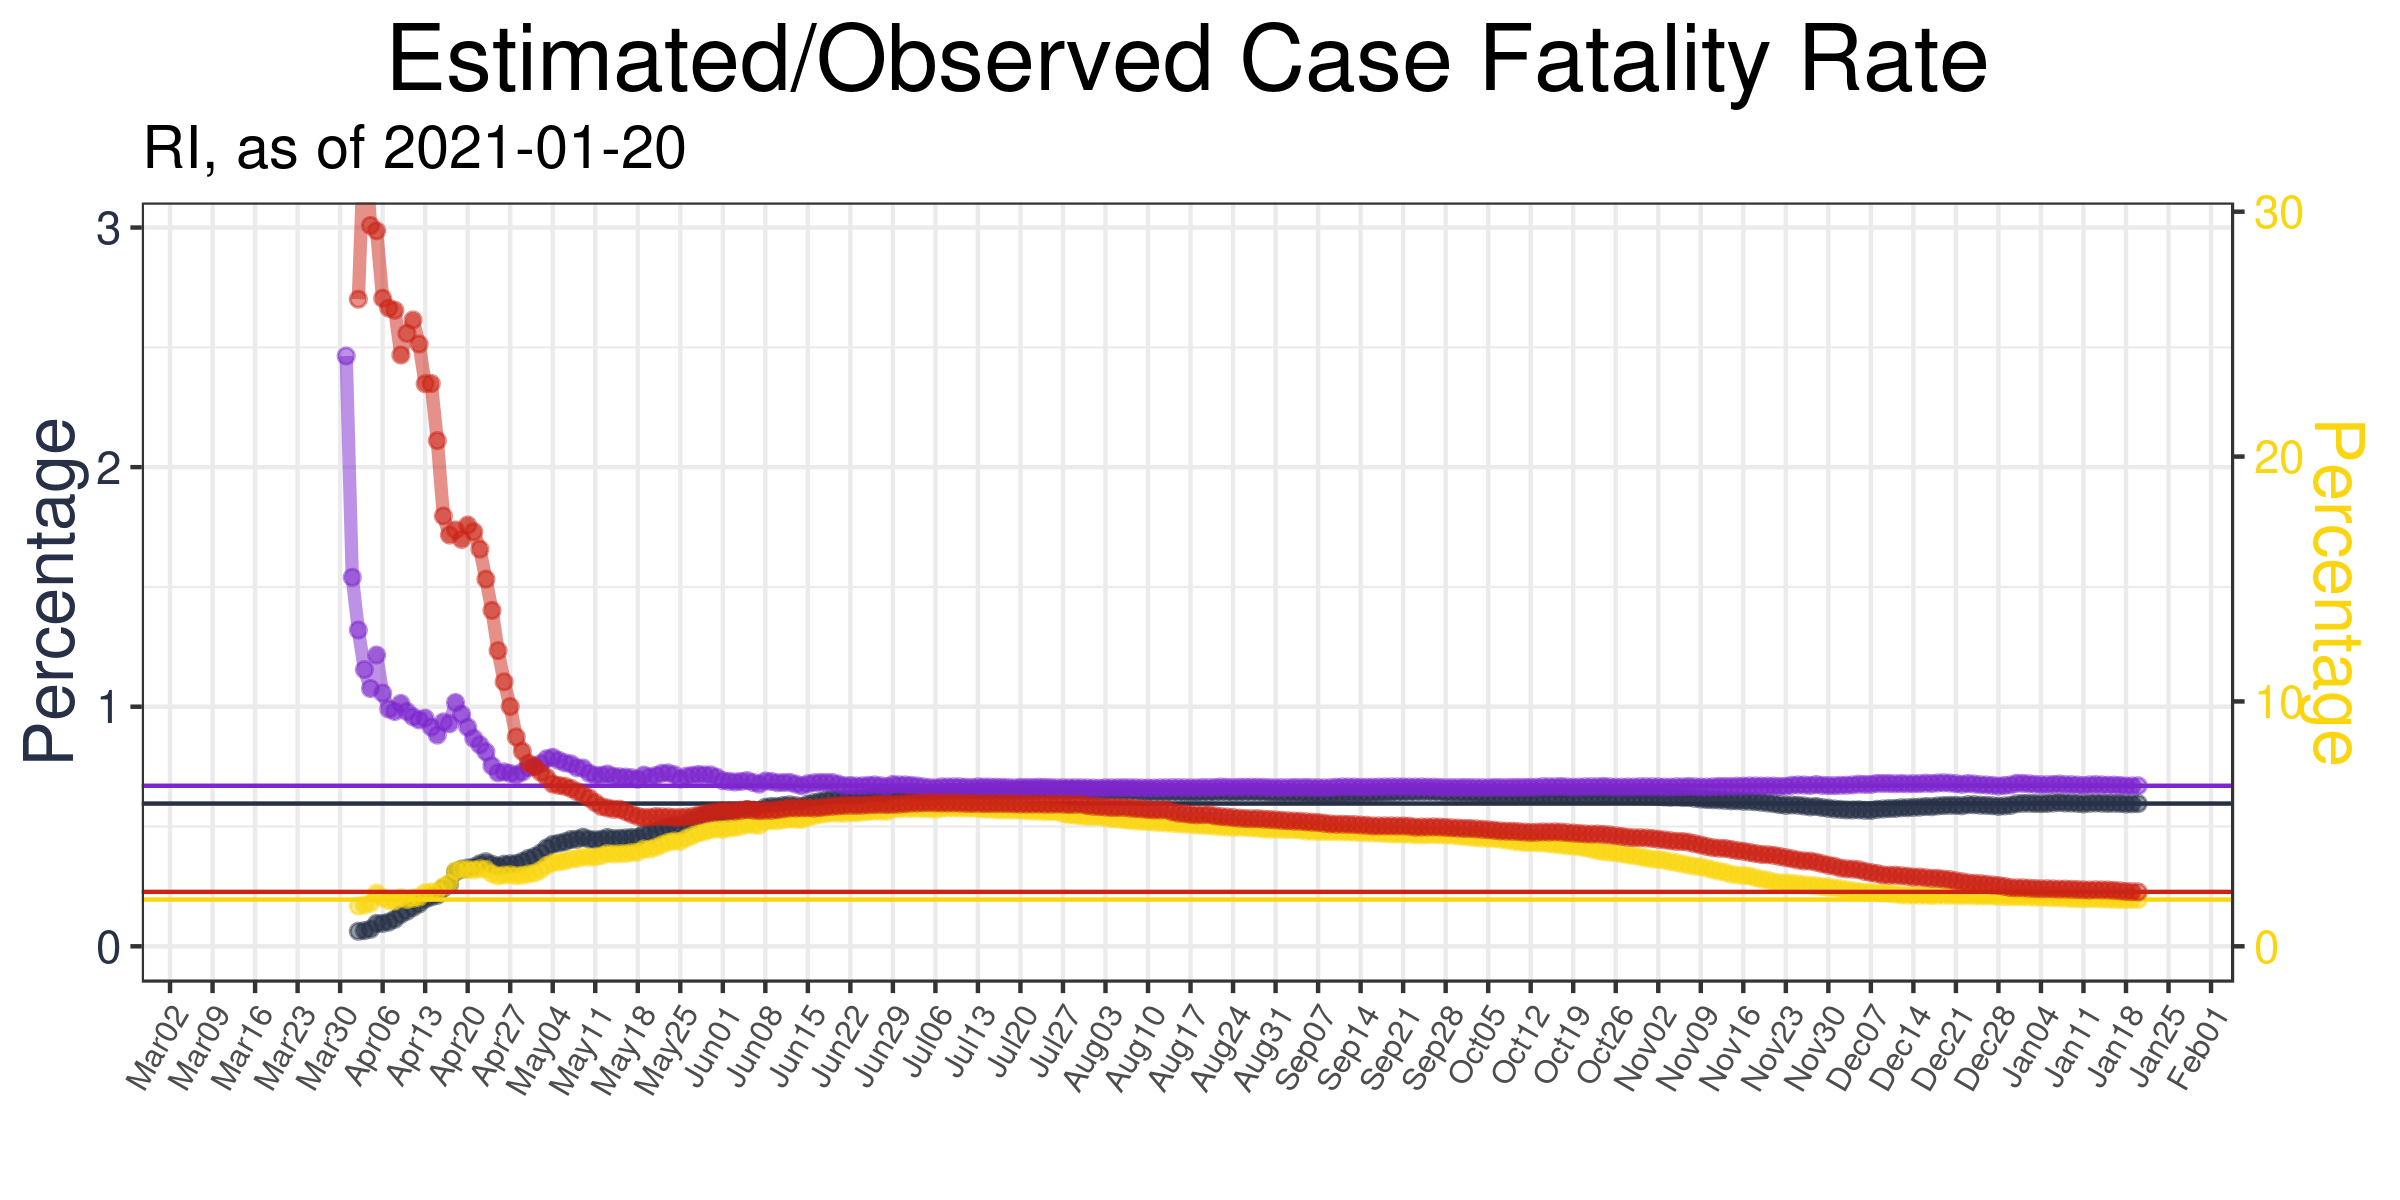 Estimated/Observed Case Fatality Rate
RI, as of 2021-01-20
Percentage
3
2
1
0
30
20
10
0
Percentage
Mar02 Mar09 Mar16 Mar23 Mar30 Apr06 Apr13 Apr20 Apr27 May04 May11 May18 May25 Jun01 Jun08 Jun15 Jun22 Jun29 Jul06 Jul13 Jul20 Jul27 Aug03 Aug10 Aug17 Aug24 Aug31 Sep07 Sep14 Sep21 Sep28 Oct05 Oct12 Oct19 Oct26 Nov02 Nov09 Nov16 Nov23 Nov30 Dec07 Dec14 Dec21 Dec28 Jan04 Jan11 Jan18 Jan25 Feb01